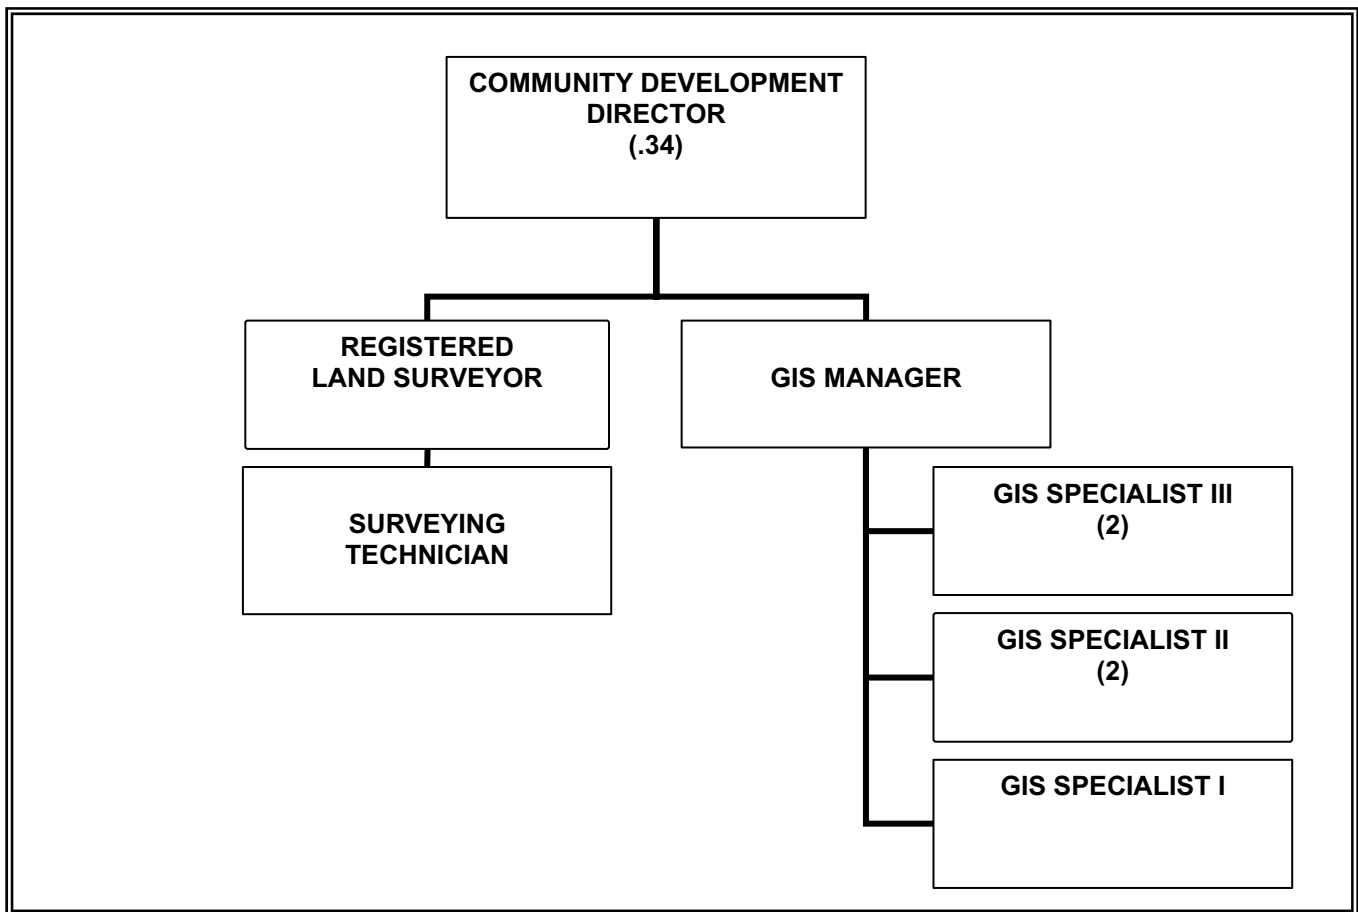 COMMUNITY DEVELOPMENT
DIRECTOR
(.34)
REGISTERED
LAND SURVEYOR
GIS MANAGER
SURVEYING
TECHNICIAN
GIS SPECIALIST III
(2)
GIS SPECIALIST II
(2)
GIS SPECIALIST I